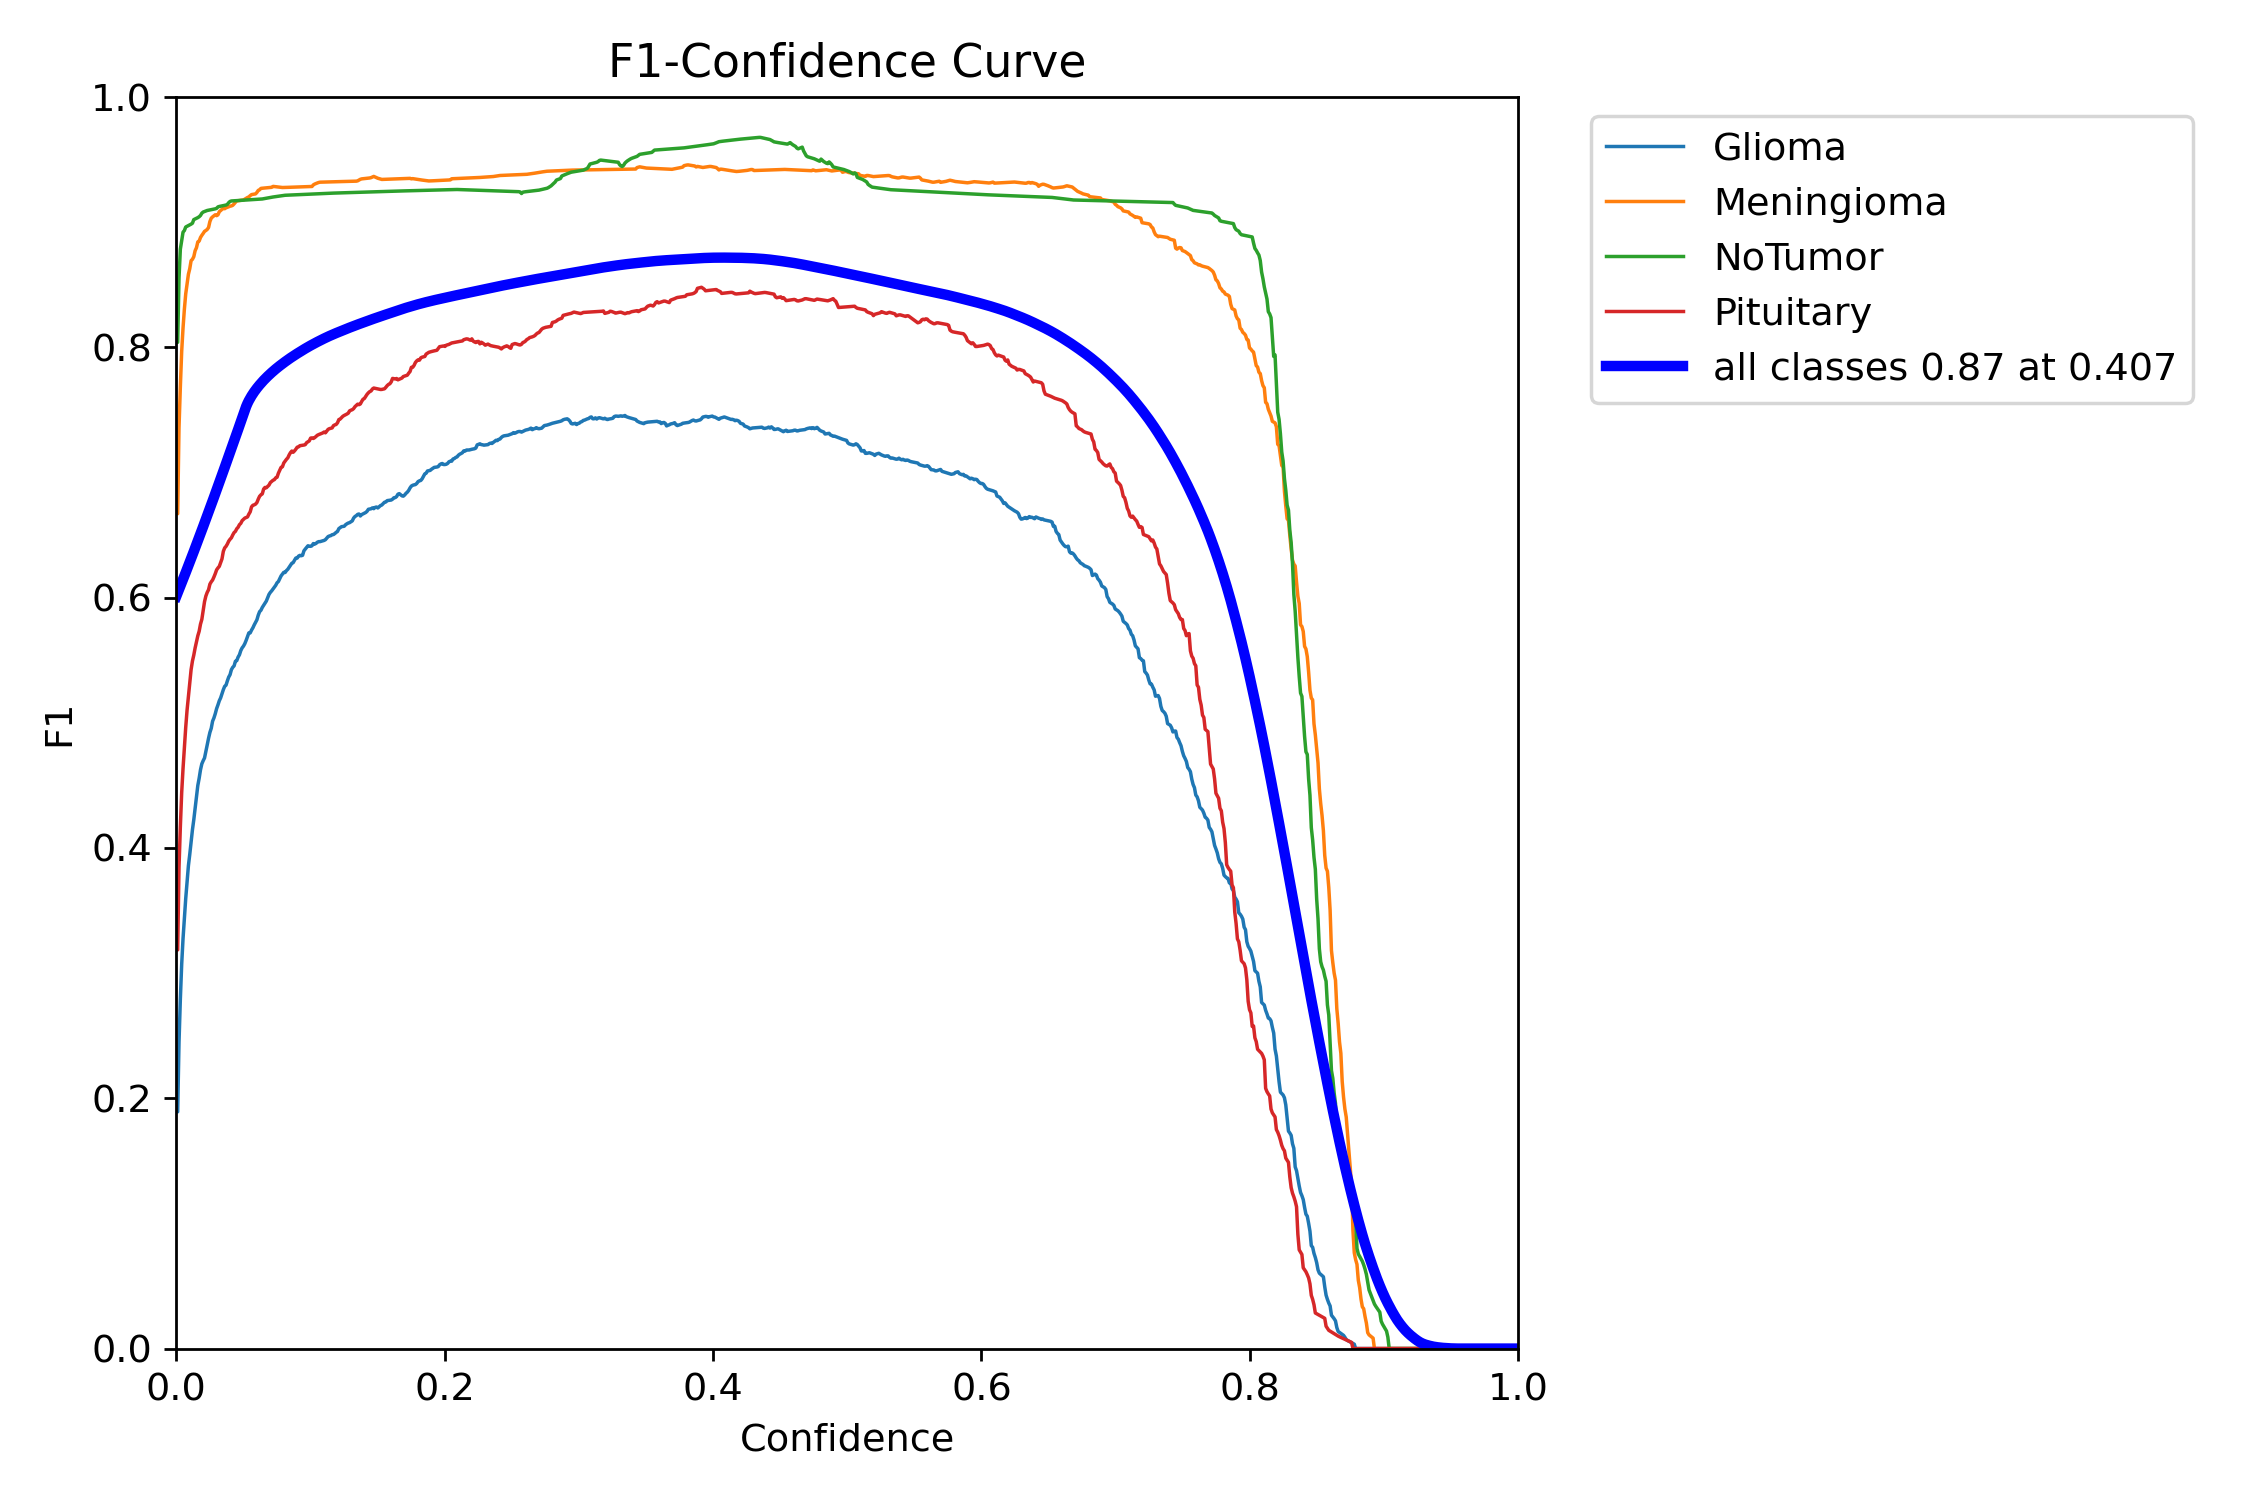 F1-Confidence Curve
1.0
0.8
0.6
0.4
0.2
0.0
F1
0.0 0.2 0.4 0.6 0.8 1.0
Confidence
Glioma
Meningioma
NoTumor
Pituitary
all classes 0.87 at 0.407